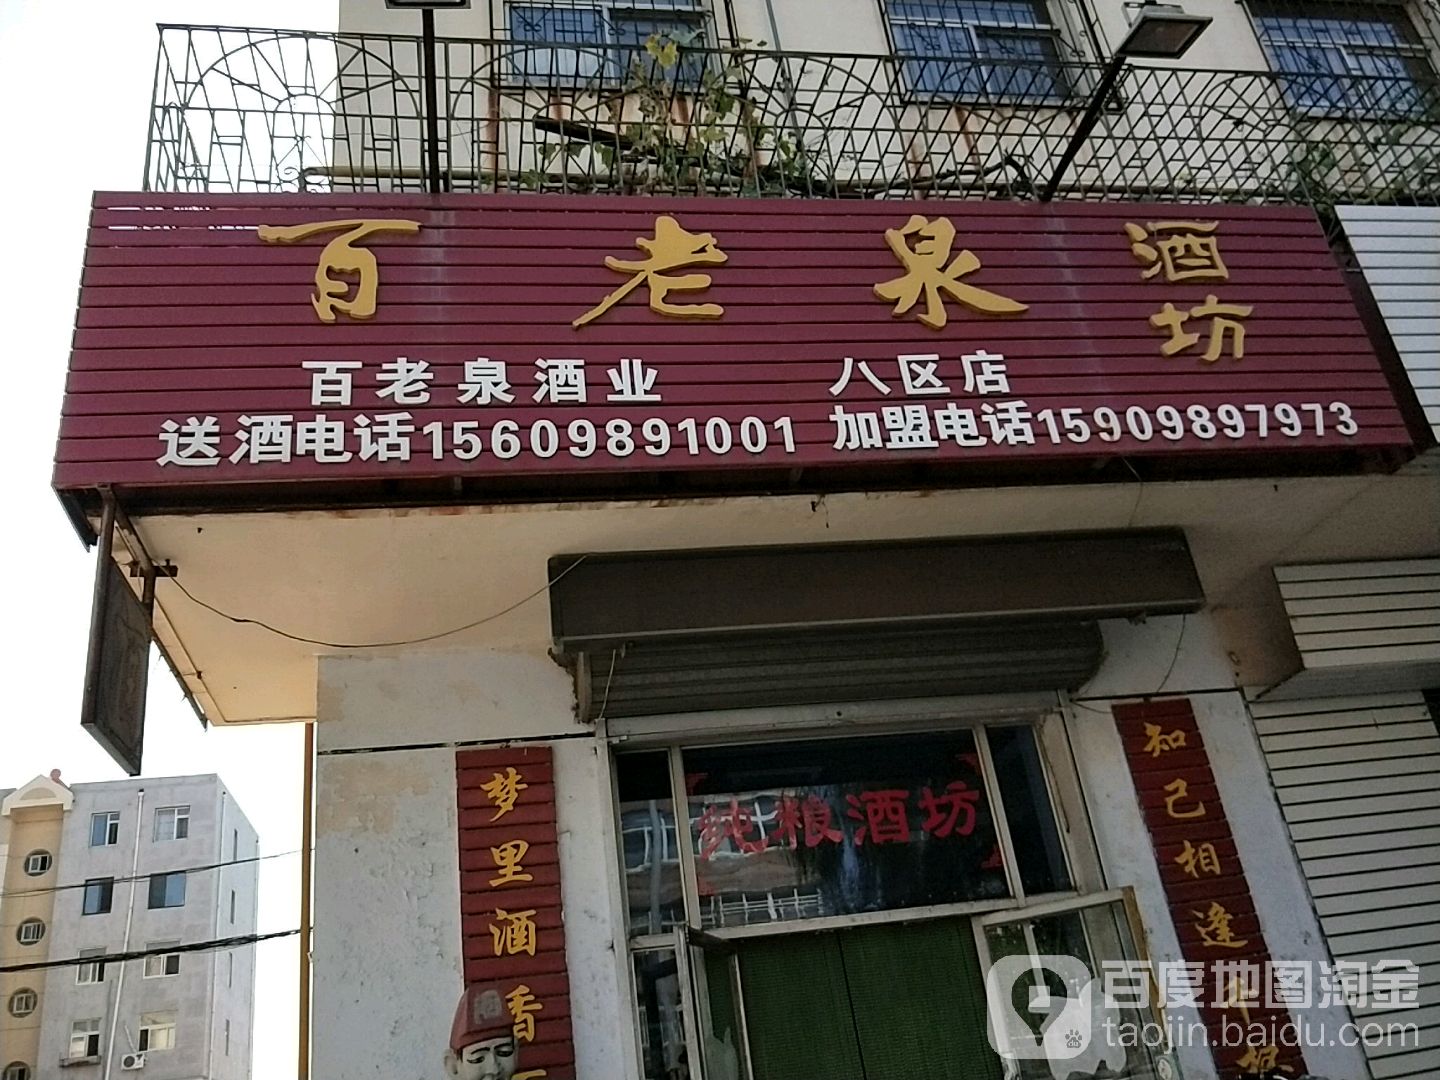 百老泉酒坊
百老泉酒业 八区店
送酒电话15609891001 加盟电话15909897973
纯粮酒坊
梦里酒香
知己相逢千
百度地图淘金
taojin.baidu.com